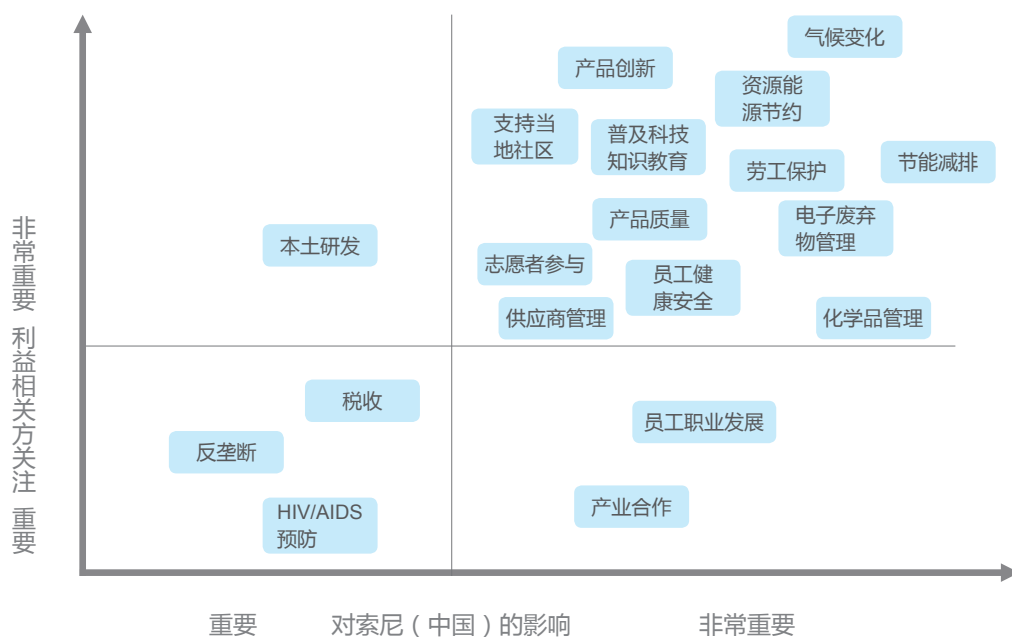 气候变化
产品创新
资源能
源节约
支持当
地社区
普及科技
知识教育
劳工保护
节能减排
产品质量
电子废弃
物管理
本土研发
志愿者参与
员工健
康安全
供应商管理
化学品管理
税收
员工职业发展
反垄断
产业合作
HIV/AIDS
预防
非常重要 利益相关方关注 重要
重要 对索尼（中国）的影响 非常重要